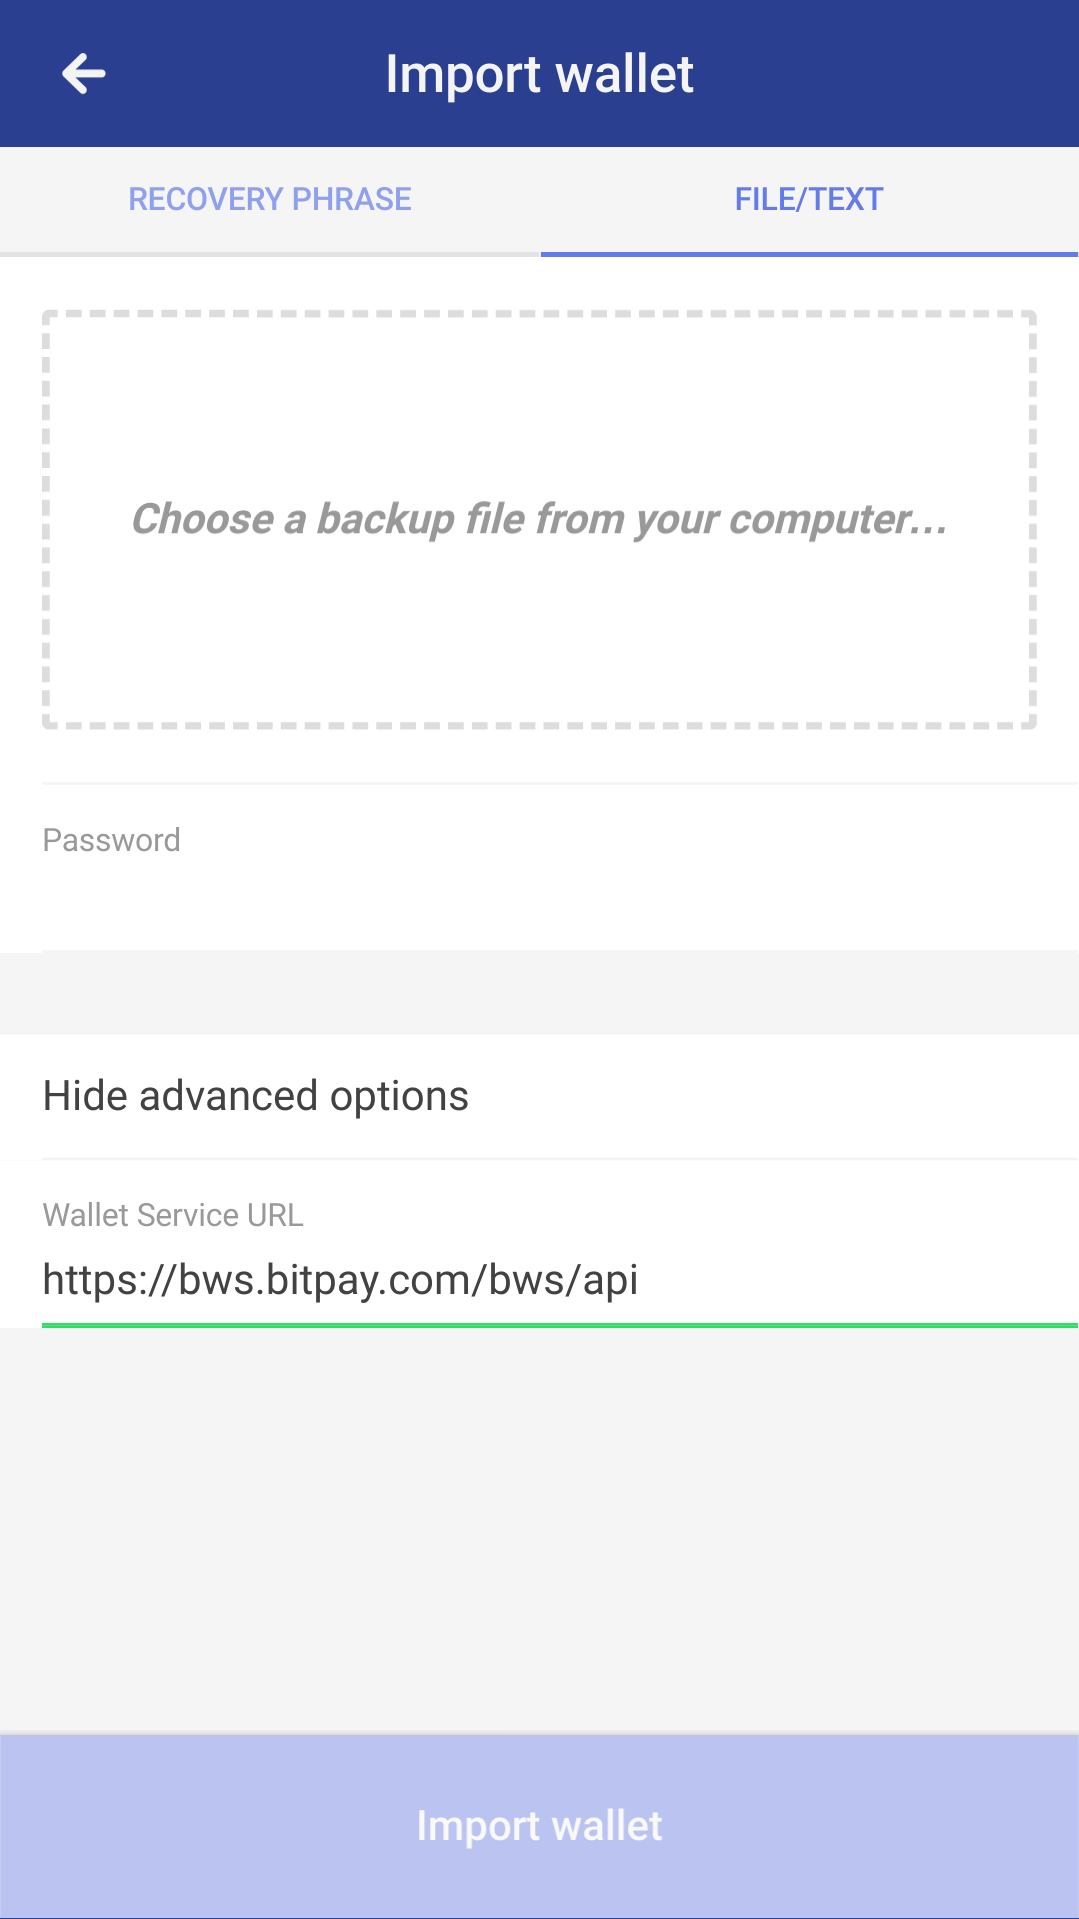 Import wallet
RECOVERY PHRASE
FILE/TEXT
Choose a backup file from your computer...
Password
Hide advanced options
Wallet Service URL
https://bws.bitpay.com/bws/api
Import wallet